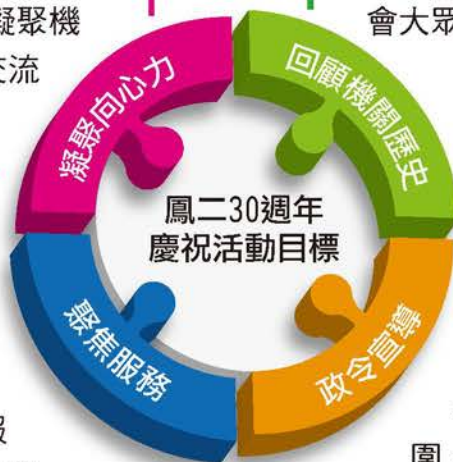 凝聚機
交流
會大眾
凝聚向心力
回顧機關歷史
鳳二30週年
慶祝活動目標
聚焦服務
政令宣導
報
圍